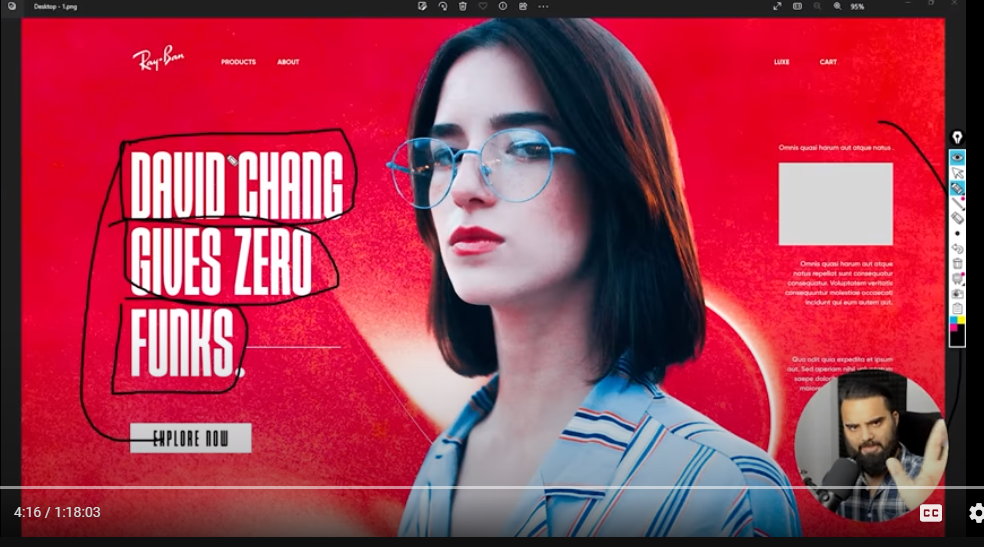 Desktop - 1.png
95%
Ray-Ban
PRODUCTS ABOUT
LUXE CART
DAVID CHANG
GIVES ZERO
FUNKS.
EXPLORE NOW
Omnis quasi harum aut atque natus
Omnis quasi harum aut atque
natus repellat sunt consequatur
consequatur. Voluptatem veritatis
consequuntur molestiae occaecati
incidunt qui eum autem aut.
Quo odit quia expedita et ipsum
aut. Sed aperiam nihil
saepe
4:16 / 1:18:03
CC